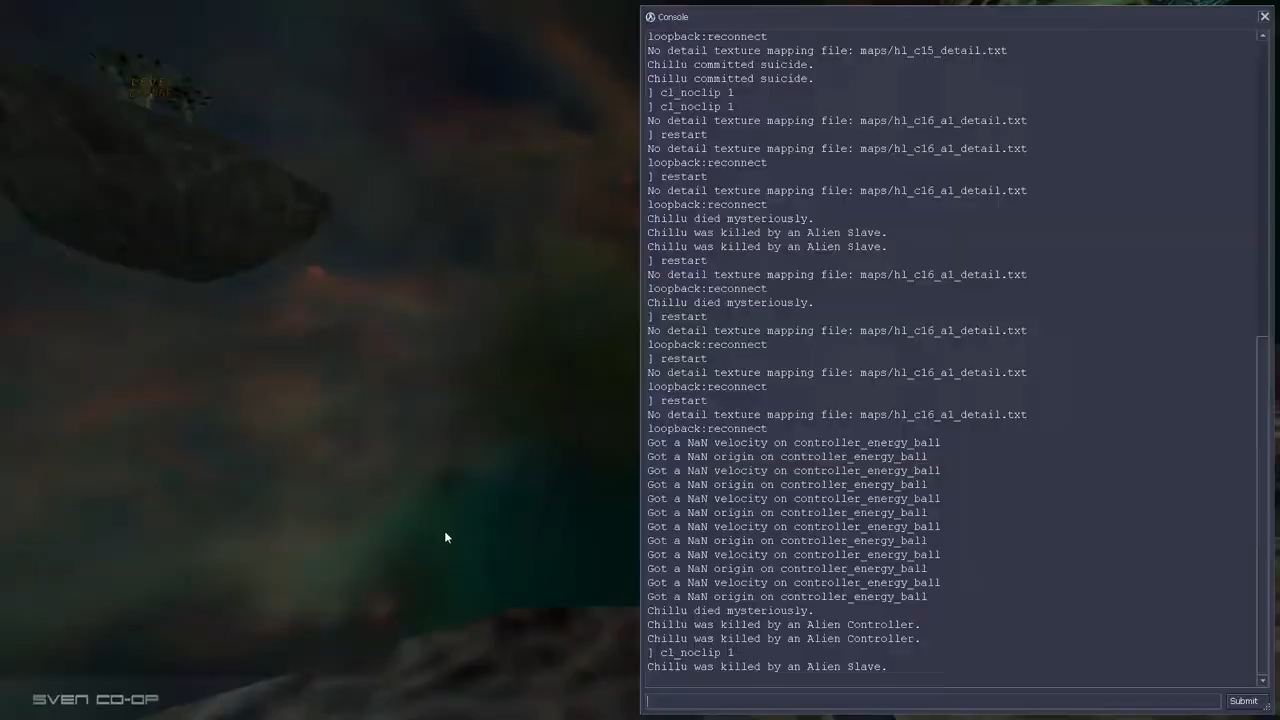 Console
loopback:reconnect
No detail texture mapping file: maps/hl_c15_detail.txt
Chillu committed suicide.
Chillu committed suicide.
] cl_noclip 1
] cl_noclip 1
No detail texture mapping file: maps/hl_c16_a1_detail.txt
] restart
No detail texture mapping file: maps/hl_c16_a1_detail.txt
loopback:reconnect
] restart
No detail texture mapping file: maps/hl_c16_a1_detail.txt
loopback:reconnect
Chillu died mysteriously.
Chillu was killed by an Alien Slave.
Chillu was killed by an Alien Slave.
] restart
No detail texture mapping file: maps/hl_c16_a1_detail.txt
loopback:reconnect
Chillu died mysteriously.
] restart
No detail texture mapping file: maps/hl_c16_a1_detail.txt
loopback:reconnect
] restart
No detail texture mapping file: maps/hl_c16_a1_detail.txt
loopback:reconnect
] restart
No detail texture mapping file: maps/hl_c16_a1_detail.txt
loopback:reconnect
Got a NaN velocity on controller_energy_ball
Got a NaN origin on controller_energy_ball
Got a NaN velocity on controller_energy_ball
Got a NaN origin on controller_energy_ball
Got a NaN velocity on controller_energy_ball
Got a NaN origin on controller_energy_ball
Got a NaN velocity on controller_energy_ball
Got a NaN origin on controller_energy_ball
Got a NaN velocity on controller_energy_ball
Got a NaN origin on controller_energy_ball
Got a NaN velocity on controller_energy_ball
Got a NaN origin on controller_energy_ball
Chillu died mysteriously.
Chillu was killed by an Alien Controller.
Chillu was killed by an Alien Controller.
] cl_noclip 1
Chillu was killed by an Alien Slave.
Submit
SVEN CO-OP